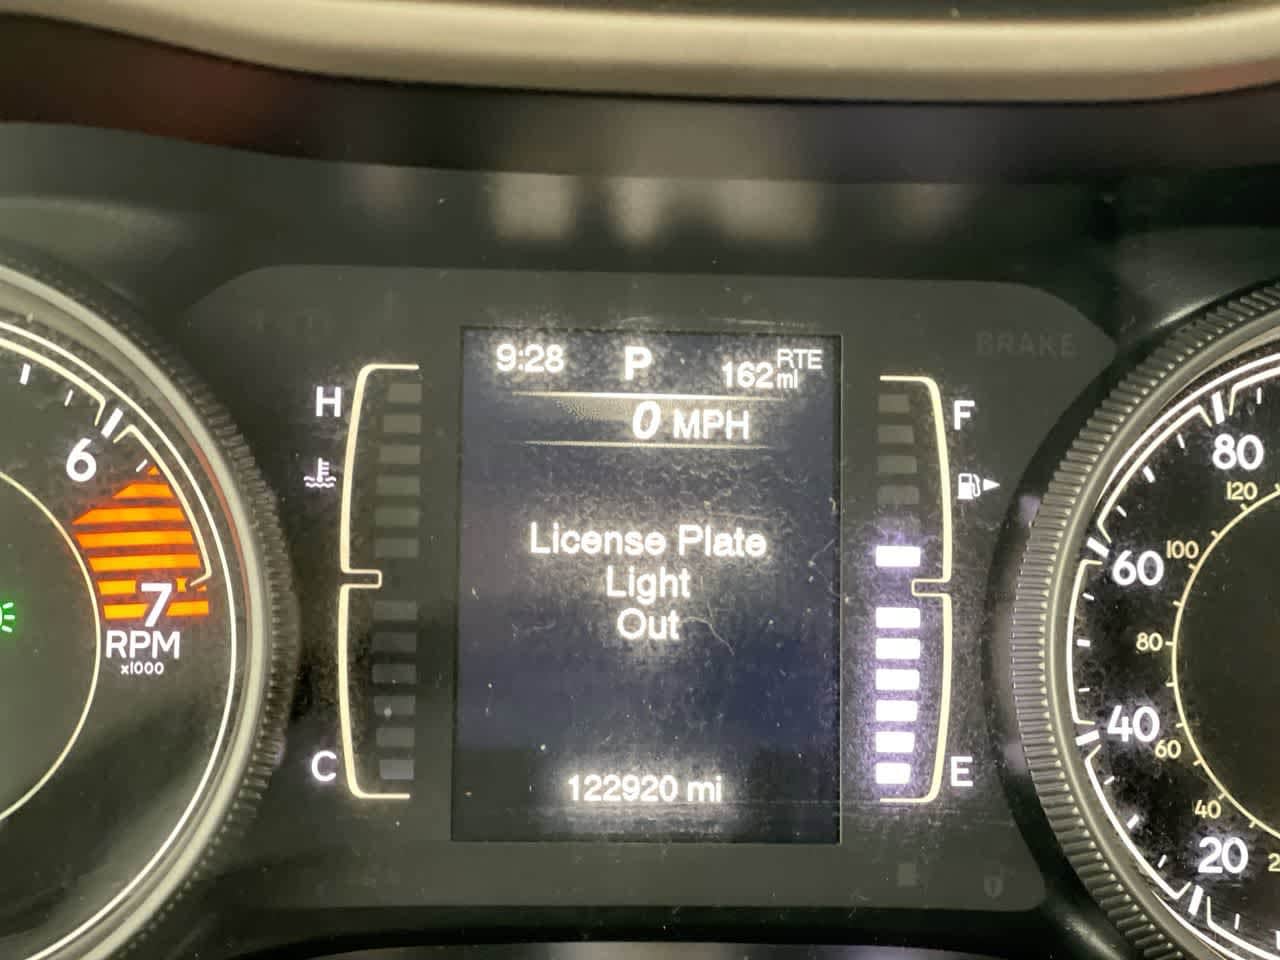 9:28 P 162 mi RTE
0 MPH
License Plate
Light
Out
122920 mi
H
C
F
E
BRAKE
6
7
RPM
x1000
80
120
60
100
80
40
60
40
20